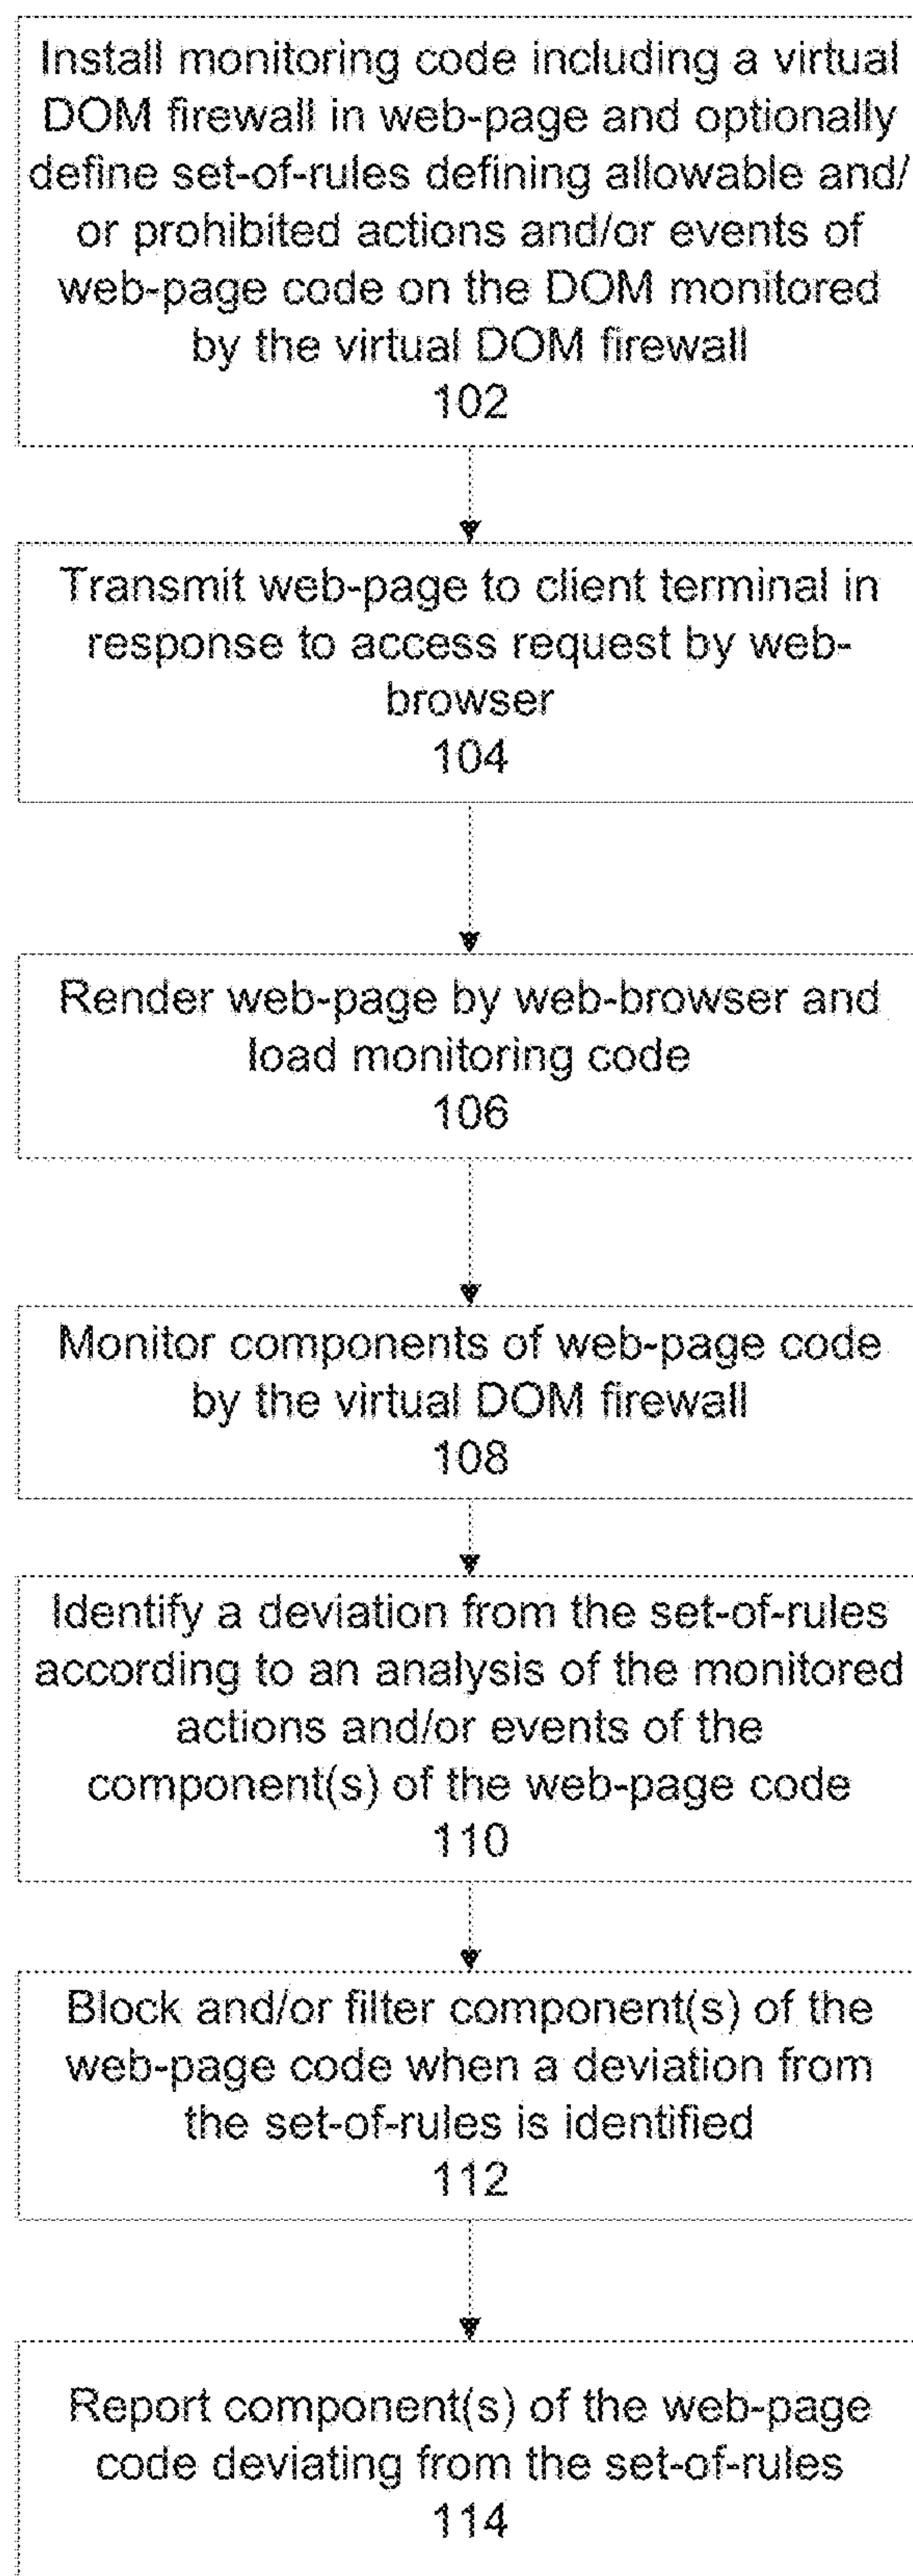 Install monitoring code including a virtual
DOM firewall in web-page and optionally
define set-of-rules defining allowable and/
or prohibited actions and/or events of
web-page code on the DOM monitored
by the virtual DOM firewall
102
Transmit web-page to client terminal in
response to access request by web-
browser
104
Render web-page by web-browser and
load monitoring code
106
Monitor components of web-page code
by the virtual DOM firewall
108
Identify a deviation from the set-of-rules
according to an analysis of the monitored
actions and/or events of the
component(s) of the web-page code
110
Block and/or filter component(s) of the
web-page code when a deviation from
the set-of-rules is identified
112
Report component(s) of the web-page
code deviating from the set-of-rules
114